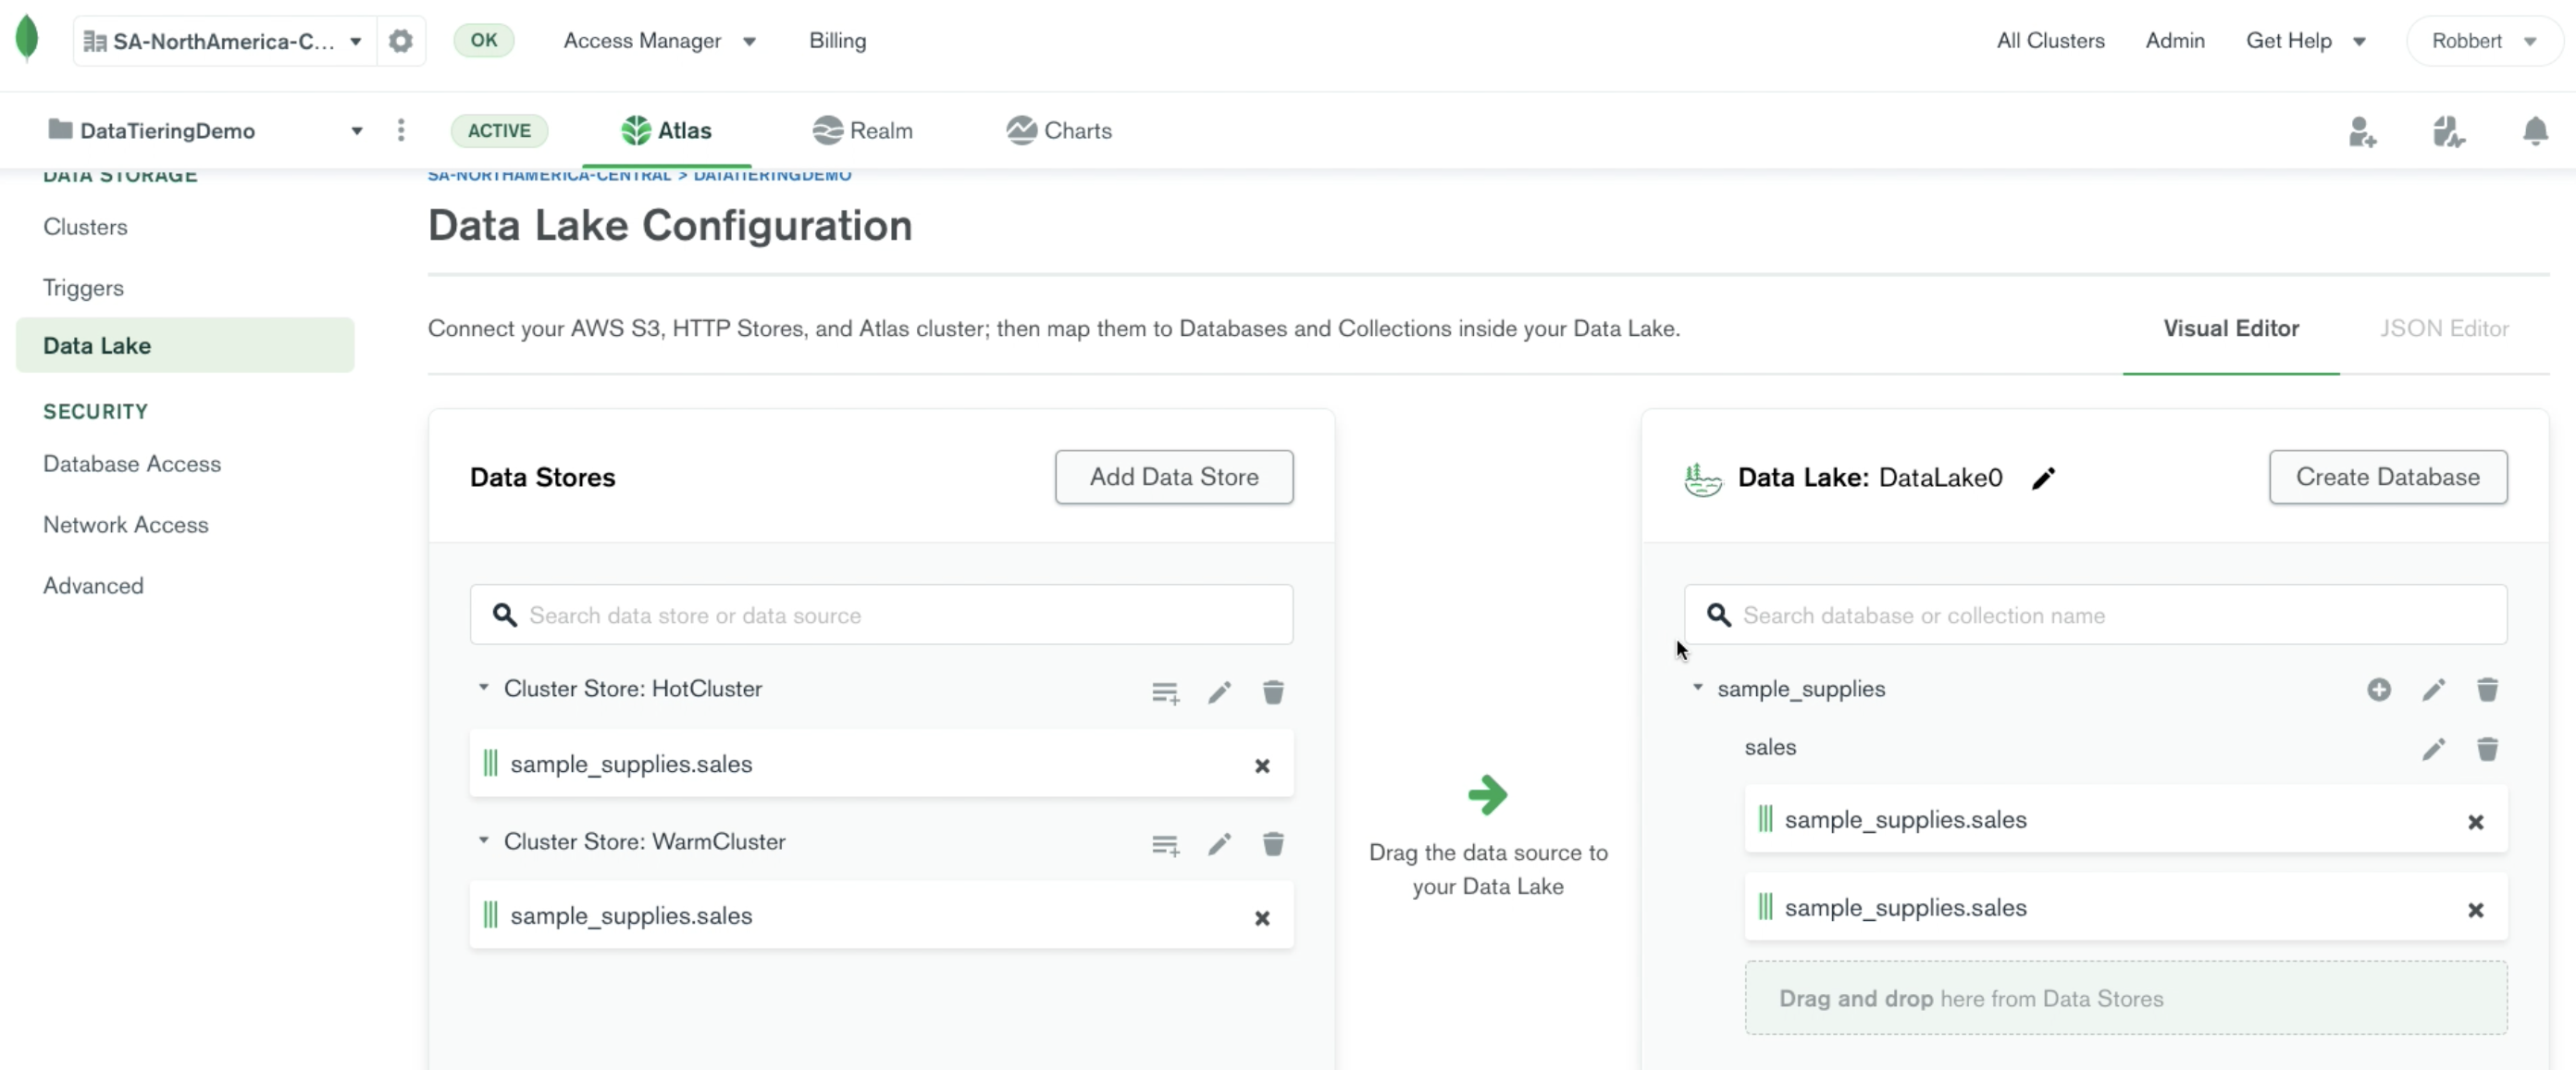 SA-NorthAmerica-C...
OK
Access Manager
Billing
All Clusters
Admin
Get Help
Robbert
DataTieringDemo
ACTIVE
Atlas
Realm
Charts
DATA STORAGE
Clusters
Triggers
Data Lake
SECURITY
Database Access
Network Access
Advanced
SA-NORTHAMERICA-CENTRAL > DATATIERINGDEMO
Data Lake Configuration
Connect your AWS S3, HTTP Stores, and Atlas cluster; then map them to Databases and Collections inside your Data Lake.
Visual Editor
JSON Editor
Data Stores
Add Data Store
Search data store or data source
Cluster Store: HotCluster
sample_supplies.sales
Cluster Store: WarmCluster
sample_supplies.sales
Drag the data source to
your Data Lake
Data Lake: DataLake0
Create Database
Search database or collection name
sample_supplies
sales
sample_supplies.sales
sample_supplies.sales
Drag and drop here from Data Stores